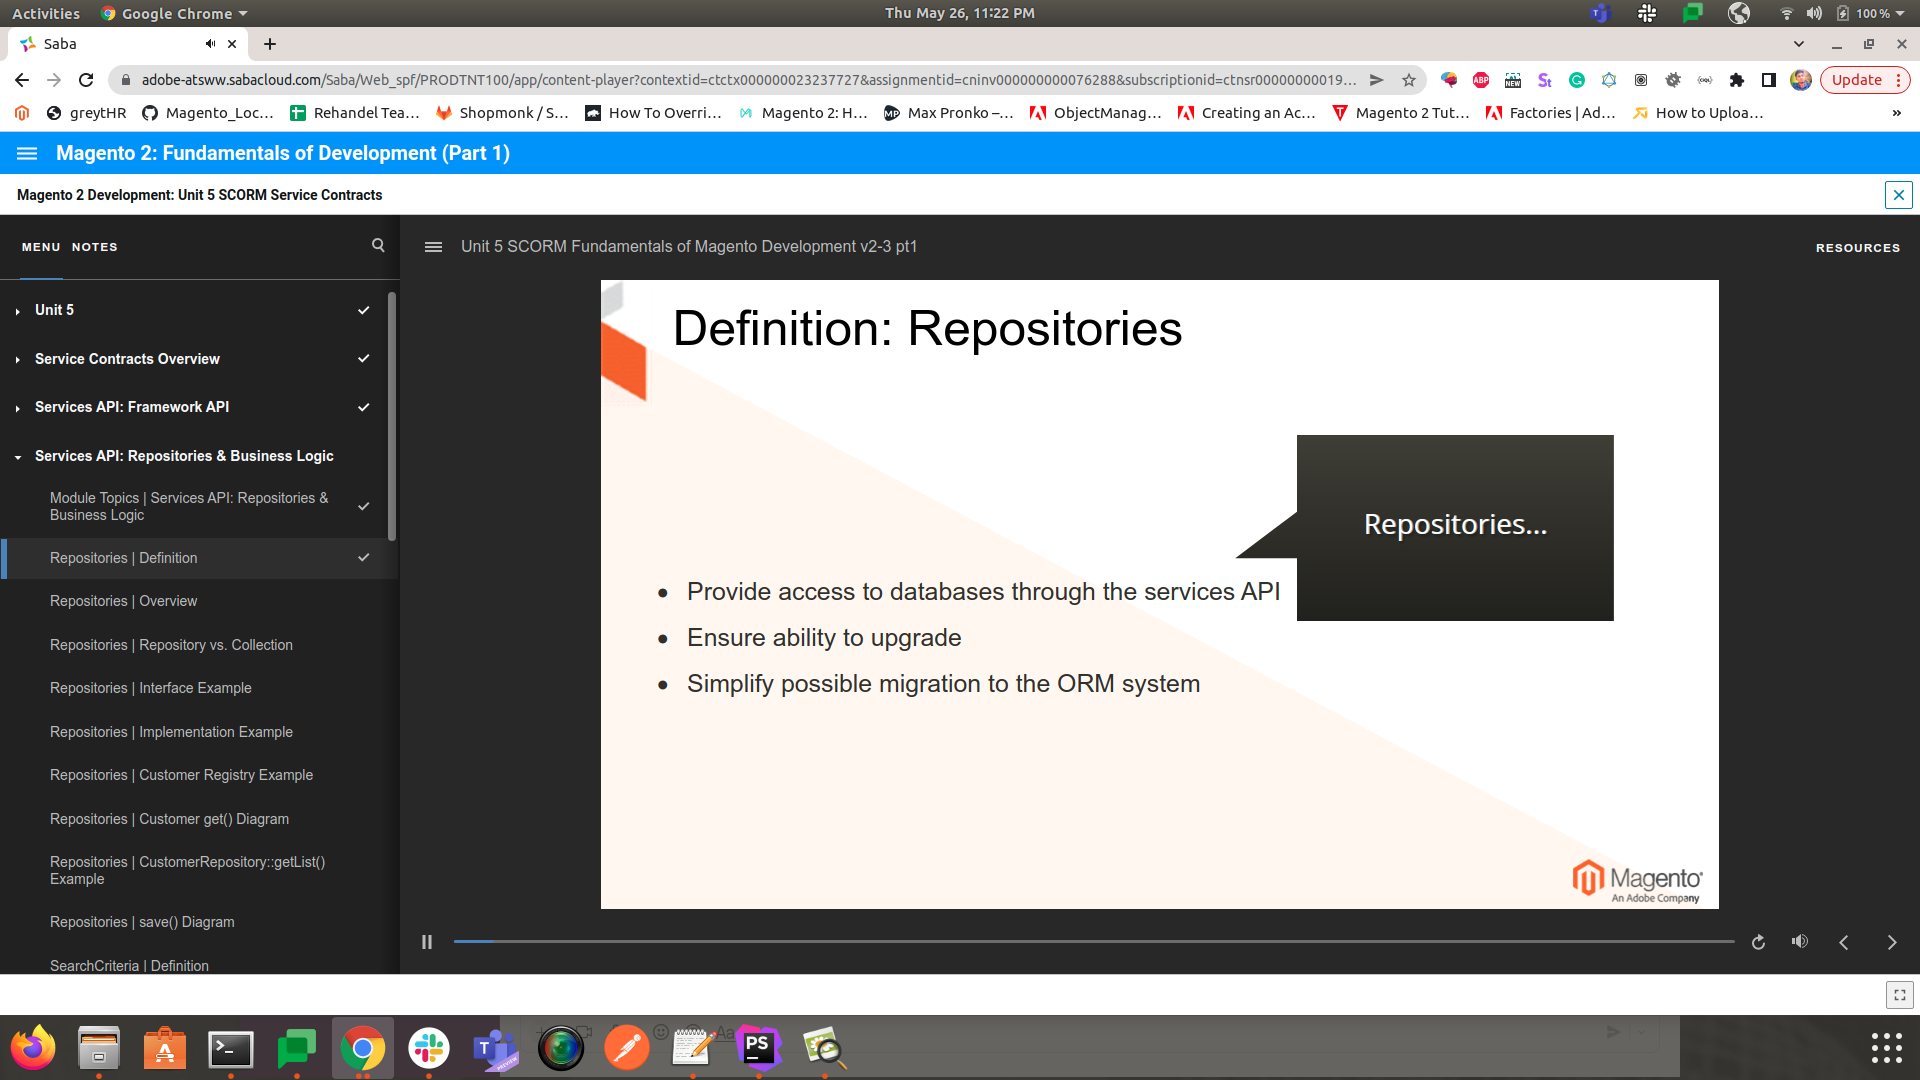 Activities
Google Chrome
Thu May 26, 11:22 PM
100 %
Saba
adobe-atsww.sabacloud.com/Saba/Web_spf/PRODTNT100/app/content-player?contextid=ctctx000000023237727&assignmentid=cninv000000000076288&subscriptionid=ctnsr00000000019...
ABP
NEW
St
Update
greytHR
Magento_Loc...
Rehandel Tea...
Shopmonk / S...
How To Overri...
Magento 2: H...
Max Pronko –...
ObjectManag...
Creating an Ac...
Magento 2 Tut...
Factories | Ad...
How to Uploa...
»
Magento 2: Fundamentals of Development (Part 1)
Magento 2 Development: Unit 5 SCORM Service Contracts
MENU
NOTES
Unit 5 SCORM Fundamentals of Magento Development v2-3 pt1
RESOURCES
Unit 5
Service Contracts Overview
Services API: Framework API
Services API: Repositories & Business Logic
Module Topics | Services API: Repositories &
Business Logic
Repositories | Definition
Repositories | Overview
Repositories | Repository vs. Collection
Repositories | Interface Example
Repositories | Implementation Example
Repositories | Customer Registry Example
Repositories | Customer get() Diagram
Repositories | CustomerRepository::getList()
Example
Repositories | save() Diagram
SearchCriteria | Definition
Definition: Repositories
Repositories...
• Provide access to databases through the services API
• Ensure ability to upgrade
• Simplify possible migration to the ORM system
Magento
An Adobe Company
PS